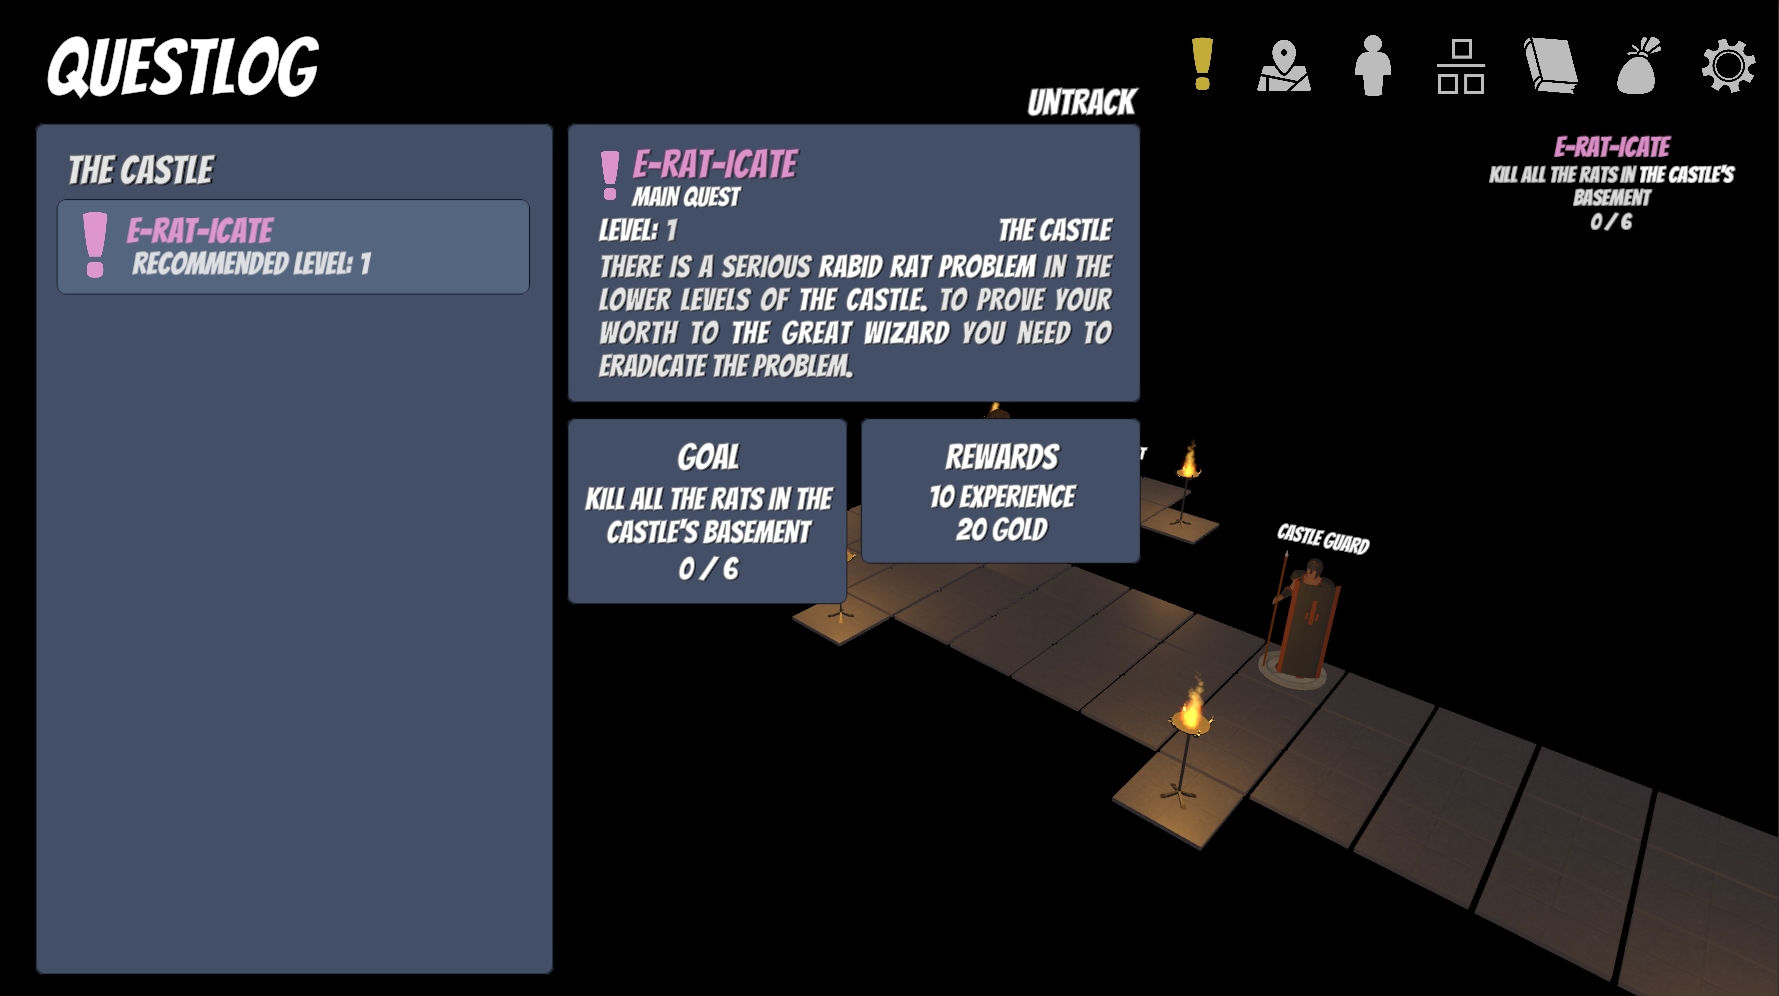 QUESTLOG
UNTRACK
THE CASTLE
E-RAT-ICATE
RECOMMENDED LEVEL: 1
E-RAT-ICATE
MAIN QUEST
LEVEL: 1
THE CASTLE
THERE IS A SERIOUS RABID RAT PROBLEM IN THE
LOWER LEVELS OF THE CASTLE. TO PROVE YOUR
WORTH TO THE GREAT WIZARD YOU NEED TO
ERADICATE THE PROBLEM.
GOAL
KILL ALL THE RATS IN THE
CASTLE'S BASEMENT
0 / 6
REWARDS
10 EXPERIENCE
20 GOLD
E-RAT-ICATE
KILL ALL THE RATS IN THE CASTLE'S
BASEMENT
0 / 6
CASTLE GUARD